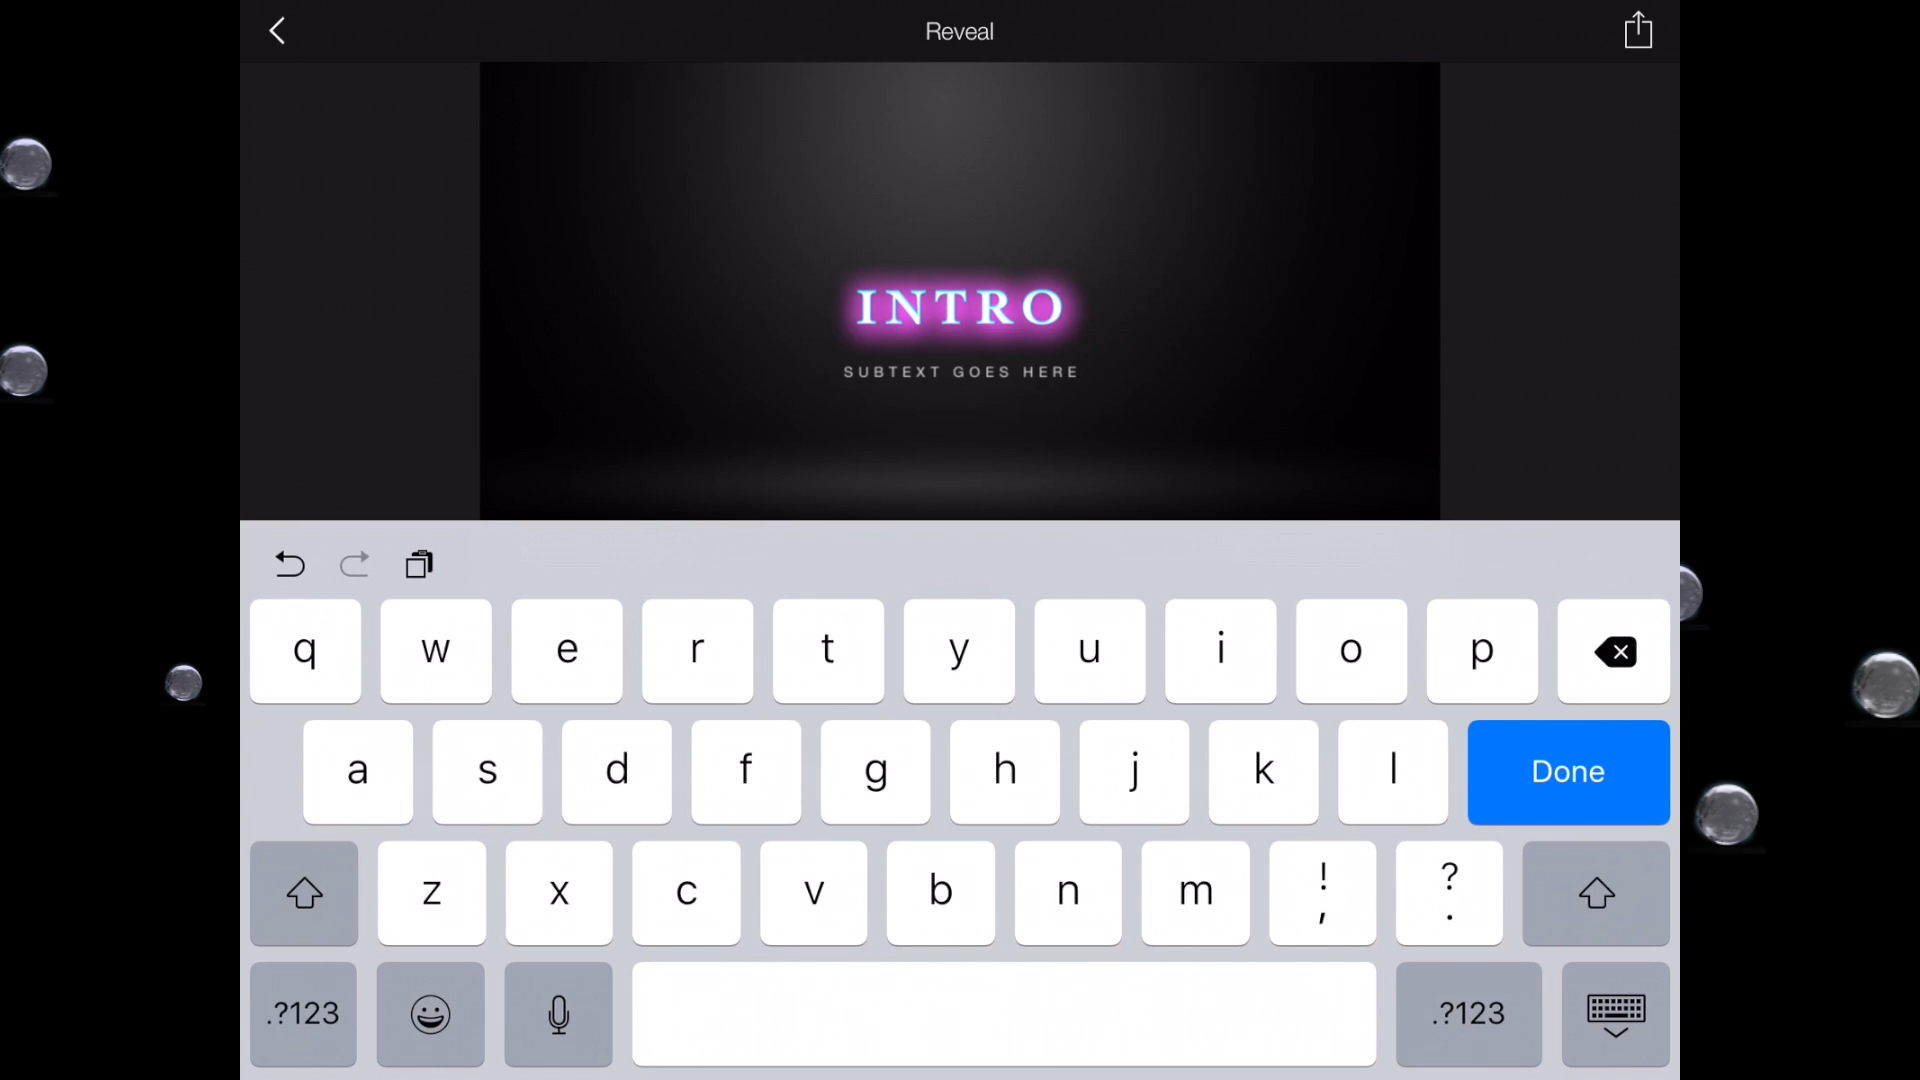 Reveal
INTRO
SUBTEXT GOES HERE
q w e r t y u i o p
a s d f g h j k l Done
z x c v b n m ! , ? .
.?123 .?123